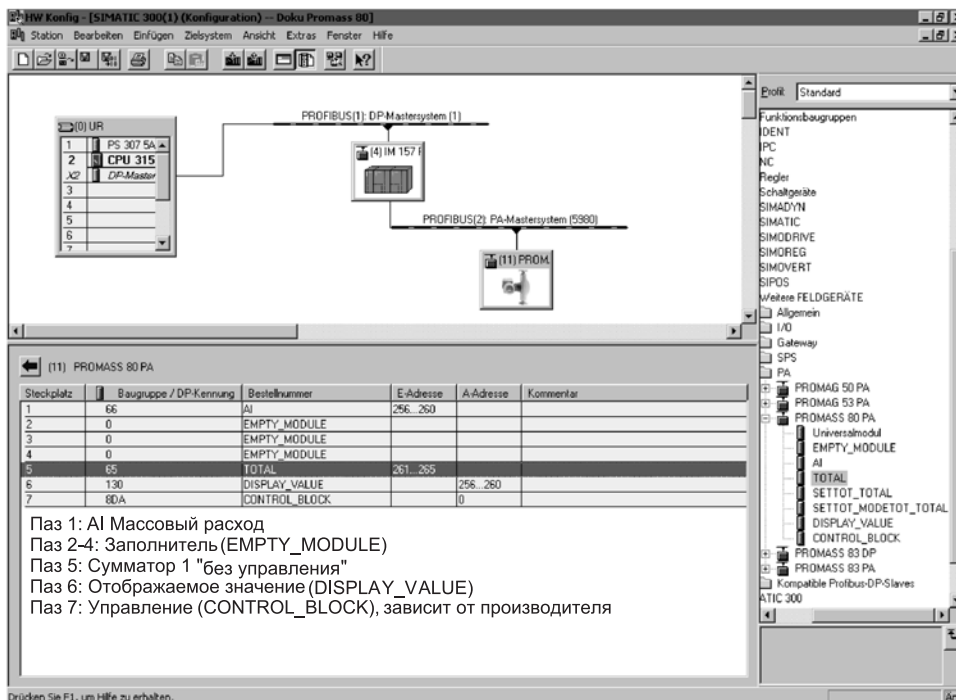 HW Konfig - [SIMATIC 300(1) (Konfiguration) -- Doku Promass 80]
Station Bearbeiten Einfügen Zielsystem Ansicht Extras Fenster Hilfe
Profil: Standard
(0) UR
1 PS 307 5A
2 CPU 315
X2 DP-Master
3
4
5
6
7
PROFIBUS(1): DP-Mastersystem (1)
(4) IM 157
PROFIBUS(2): PA-Mastersystem (5980)
(11) PROM.
Funktionsbaugruppen
IDENT
IPC
NC
Regler
Schaltgeräte
SIMADYN
SIMATIC
SIMODRIVE
SIMOREG
SIMOVERT
SIPOS
Weitere FELDGERÄTE
Allgemein
I/O
Gateway
SPS
PA
PROMAG 50 PA
PROMAG 53 PA
PROMASS 80 PA
Universalmodul
EMPTY_MODULE
AI
TOTAL
SETTOT_TOTAL
SETTOT_MODETOT_TOTAL
DISPLAY_VALUE
CONTROL_BLOCK
PROMASS 83 DP
PROMASS 83 PA
Kompatible Profibus-DP-Slaves
ATIC 300
(11) PROMASS 80 PA
Steckplatz Baugruppe / DP-Kennung Bestellnummer E-Adresse A-Adresse Kommentar
1 66 AI 256...260
2 0 EMPTY_MODULE
3 0 EMPTY_MODULE
4 0 EMPTY_MODULE
5 65 TOTAL 261...265
6 130 DISPLAY_VALUE 256...260
7 8DA CONTROL_BLOCK 0
Паз 1: AI Массовый расход
Паз 2-4: Заполнитель (EMPTY_MODULE)
Паз 5: Сумматор 1 "без управления"
Паз 6: Отображаемое значение (DISPLAY_VALUE)
Паз 7: Управление (CONTROL_BLOCK), зависит от производителя
Drücken Sie F1, um Hilfe zu erhalten.